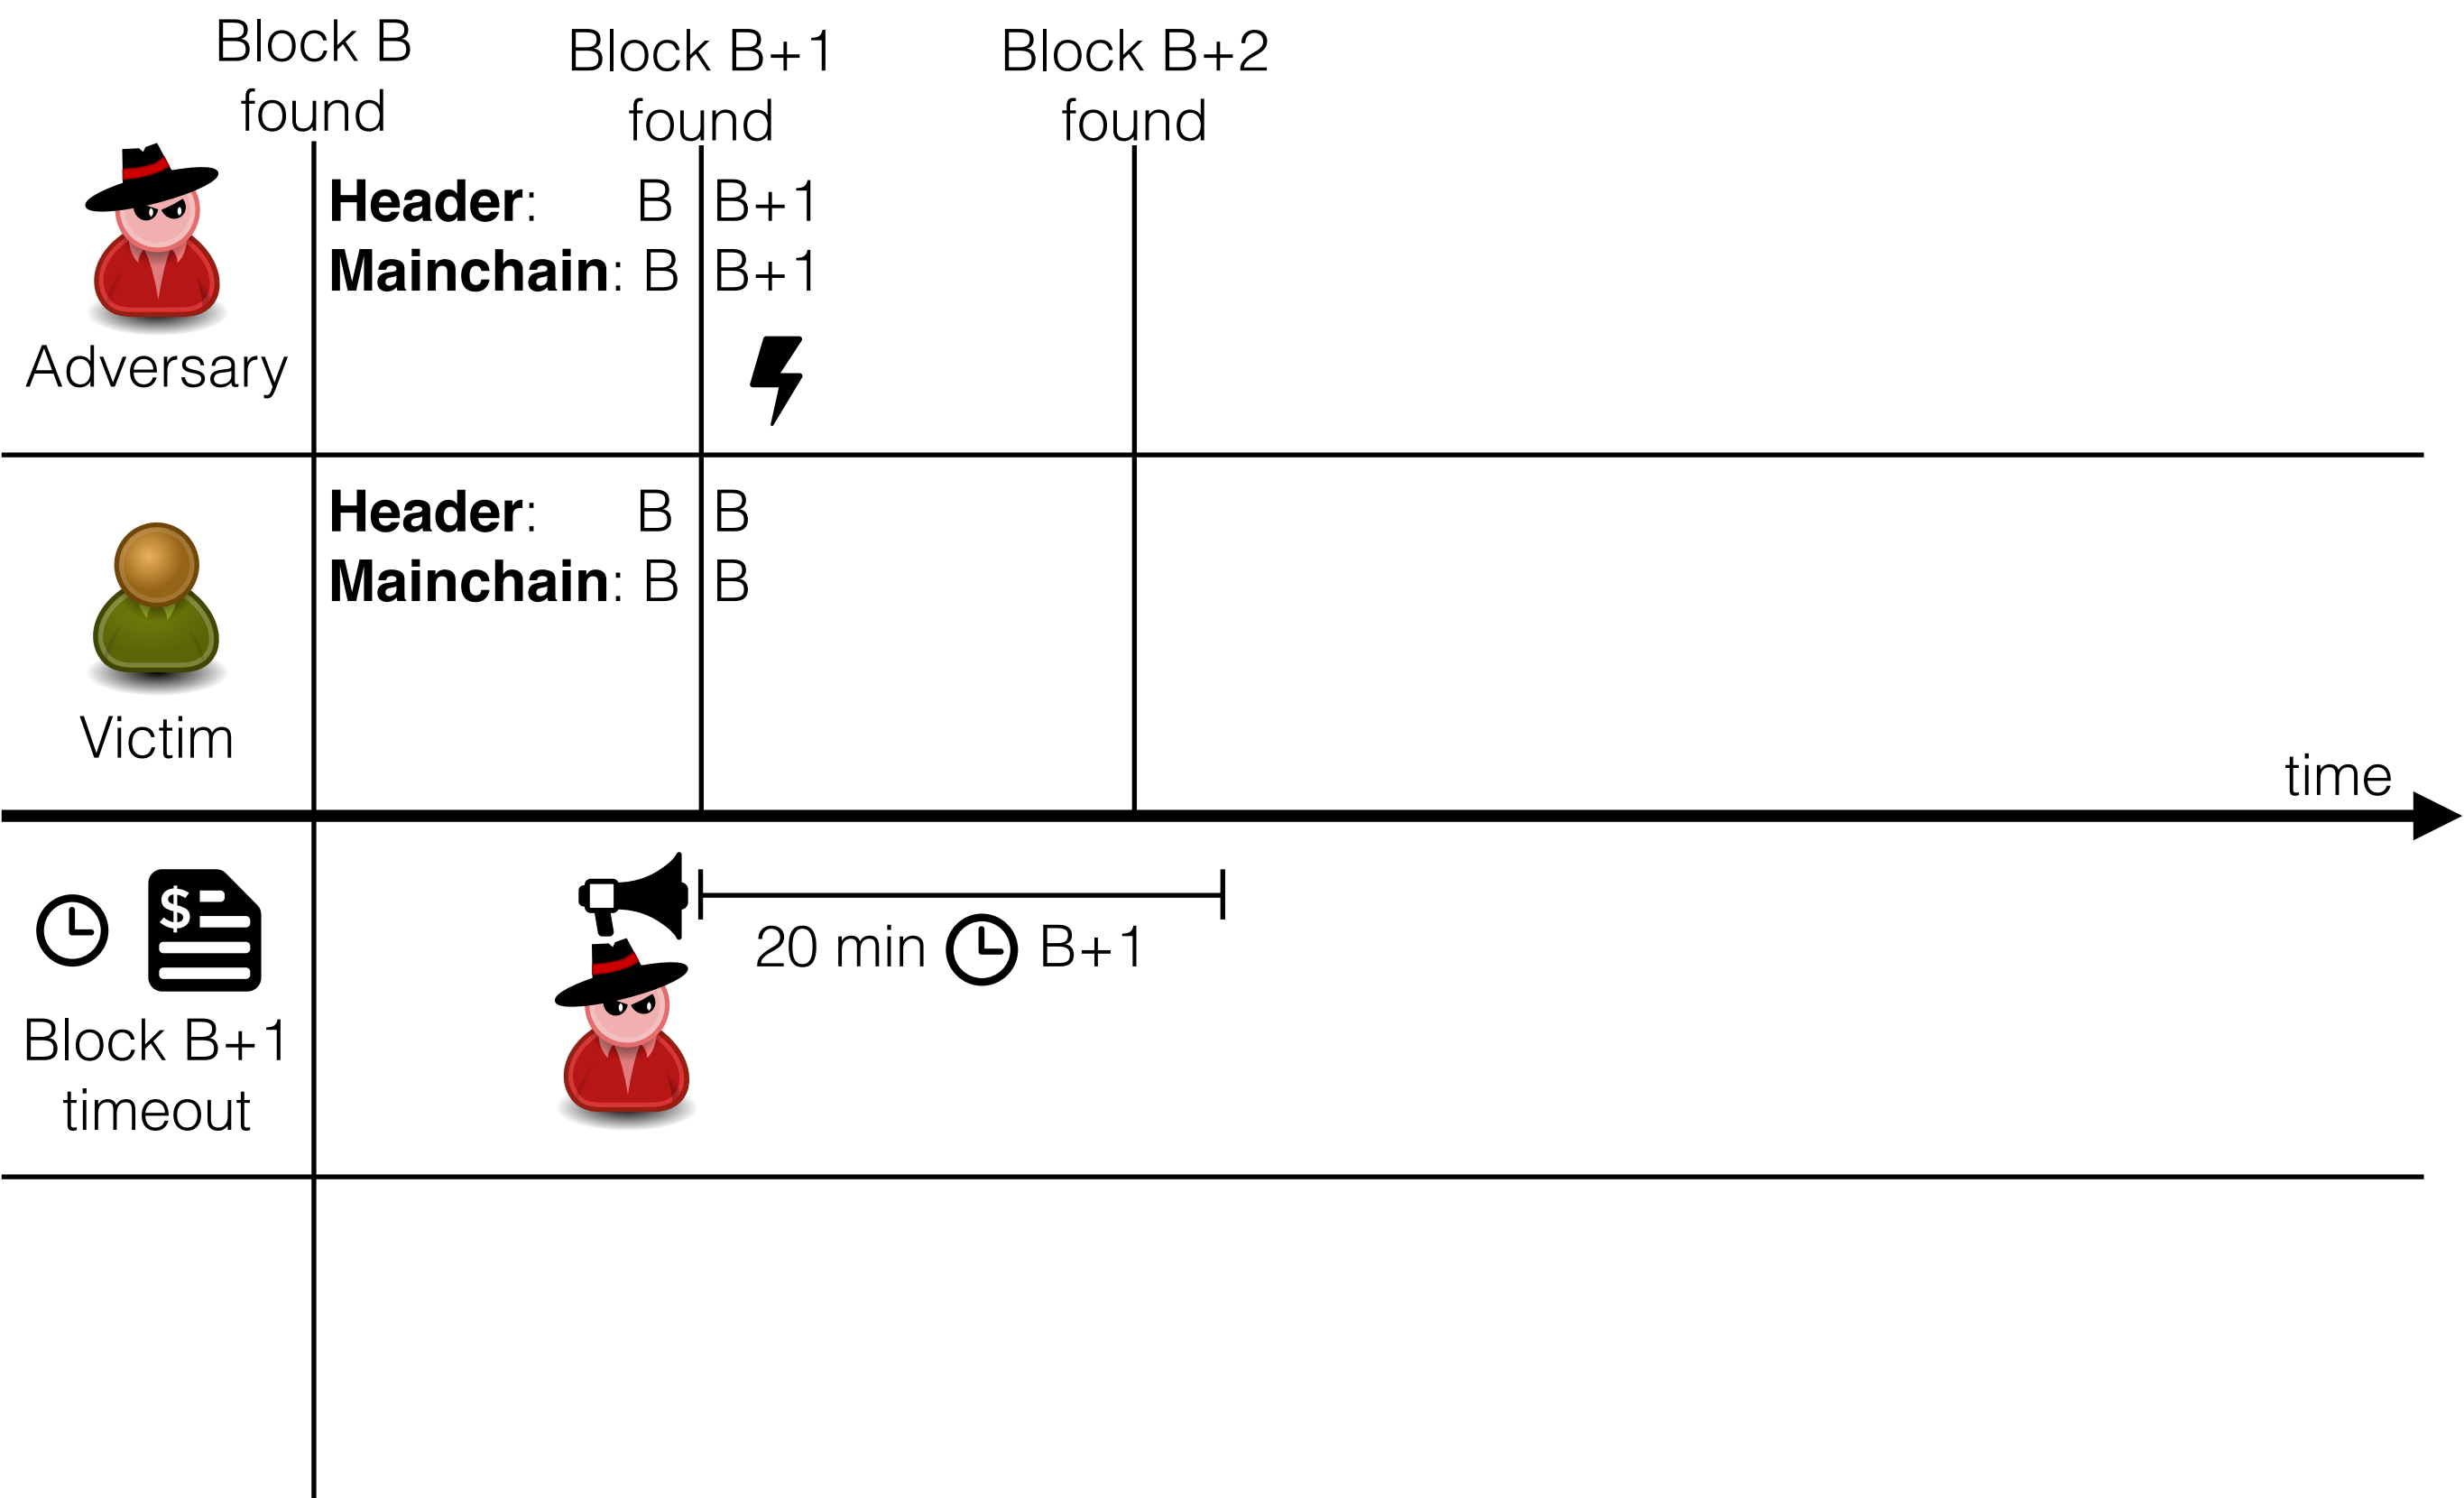 Block B
found
Block B+1
found
Block B+2
found
Header: B B+1
Mainchain: B B+1
Adversary
Header: B B
Mainchain: B B
Victim
time
$
20 min B+1
Block B+1
timeout